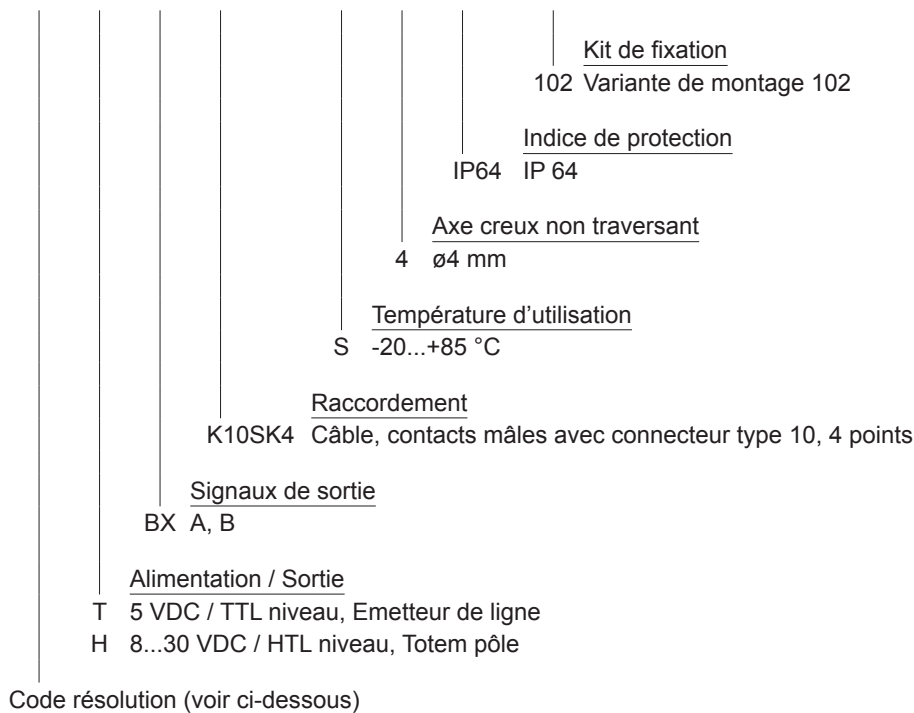 Kit de fixation
102 Variante de montage 102
Indice de protection
IP64 IP 64
Axe creux non traversant
4 ø4 mm
Température d'utilisation
S -20...+85 °C
Raccordement
K10SK4 Câble, contacts mâles avec connecteur type 10, 4 points
Signaux de sortie
BX A, B
Alimentation / Sortie
T 5 VDC / TTL niveau, Emetteur de ligne
H 8...30 VDC / HTL niveau, Totem pôle
Code résolution (voir ci-dessous)